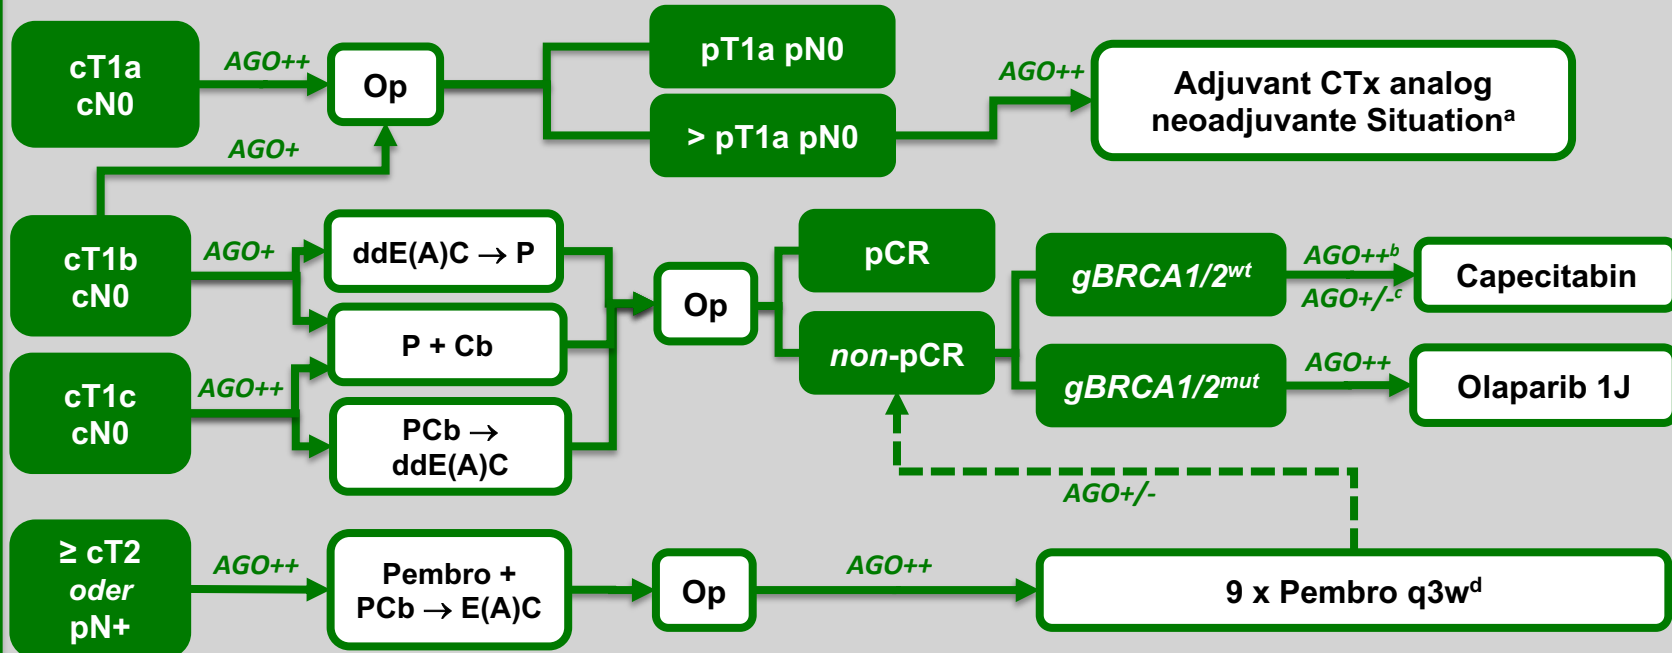 cT1a
cN0
AGO++
Op
pT1a pN0
> pT1a pN0
AGO++
Adjuvant CTx analog
neoadjuvante Situationᵃ
AGO+
cT1b
cN0
AGO+
ddE(A)C → P
P + Cb
cT1c
cN0
AGO++
PCb →
ddE(A)C
Op
pCR
non-pCR
gBRCA1/2ʷᵗ
AGO++ᵇ
AGO+/-ᶜ
Capecitabin
gBRCA1/2ᵐᵘᵗ
AGO++
Olaparib 1J
AGO+/-
≥ cT2
oder
pN+
AGO++
Pembro +
PCb → E(A)C
Op
AGO++
9 x Pembro q3wᵈ